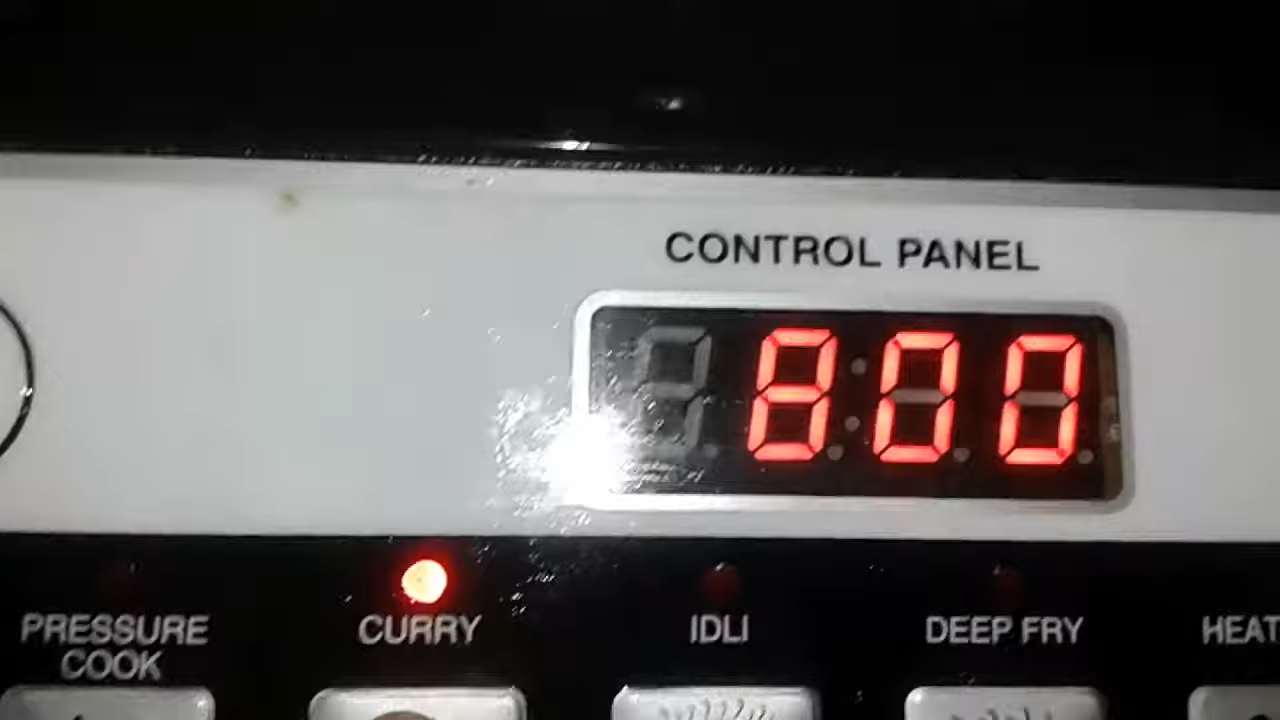 CONTROL PANEL
800
PRESSURE COOK
CURRY
IDLI
DEEP FRY
HEAT